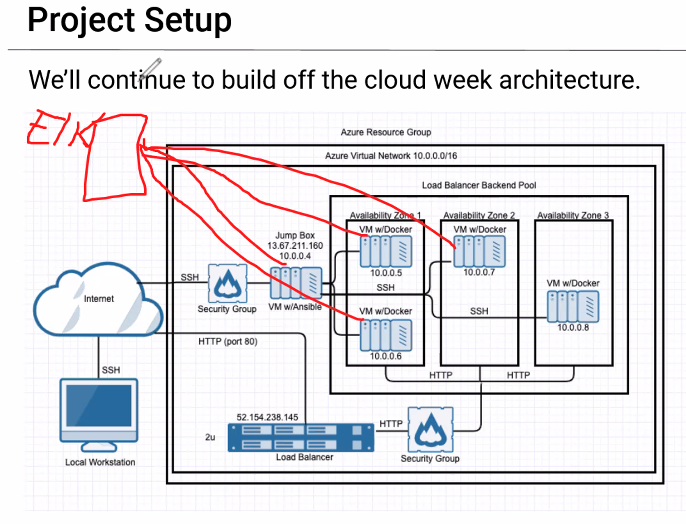 Project Setup
We'll continue to build off the cloud week architecture.
Elk
Azure Resource Group
Azure Virtual Network 10.0.0.0/16
Load Balancer Backend Pool
Availability Zone 1
Availability Zone 2
Availability Zone 3
VM w/Docker
10.0.0.5
VM w/Docker
10.0.0.7
Jump Box
13.67.211.160
10.0.0.4
VM w/Ansible
SSH
Security Group
Internet
SSH
VM w/Docker
10.0.0.8
SSH
VM w/Docker
10.0.0.6
HTTP (port 80)
SSH
HTTP
HTTP
Local Workstation
52.154.238.145
2u
Load Balancer
HTTP
Security Group